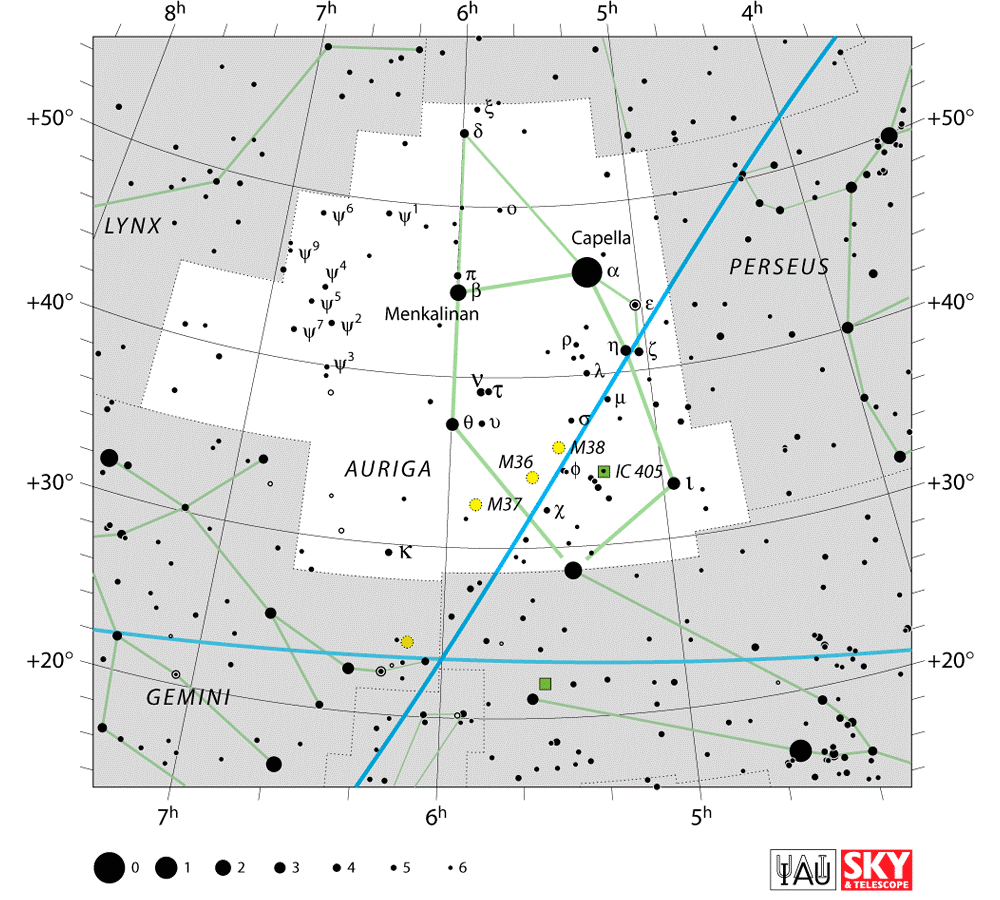 8h 7h 6h 5h 4h
+50° +50°
ξ
δ
ψ6 ψ1 ο
LYNX
Capella
ψ9
PERSEUS
ψ4 π α
β
+40° ψ5 ε +40°
Menkalinan
ψ7 ψ2
ρ η ζ
ψ3 λ
ν τ
μ
θ υ σ
M38
AURIGA M36 φ IC 405
+30° ι +30°
M37 χ
κ
+20° +20°
GEMINI
7h 6h 5h
0 1 2 3 4 5 6
IAU
SKY
& TELESCOPE